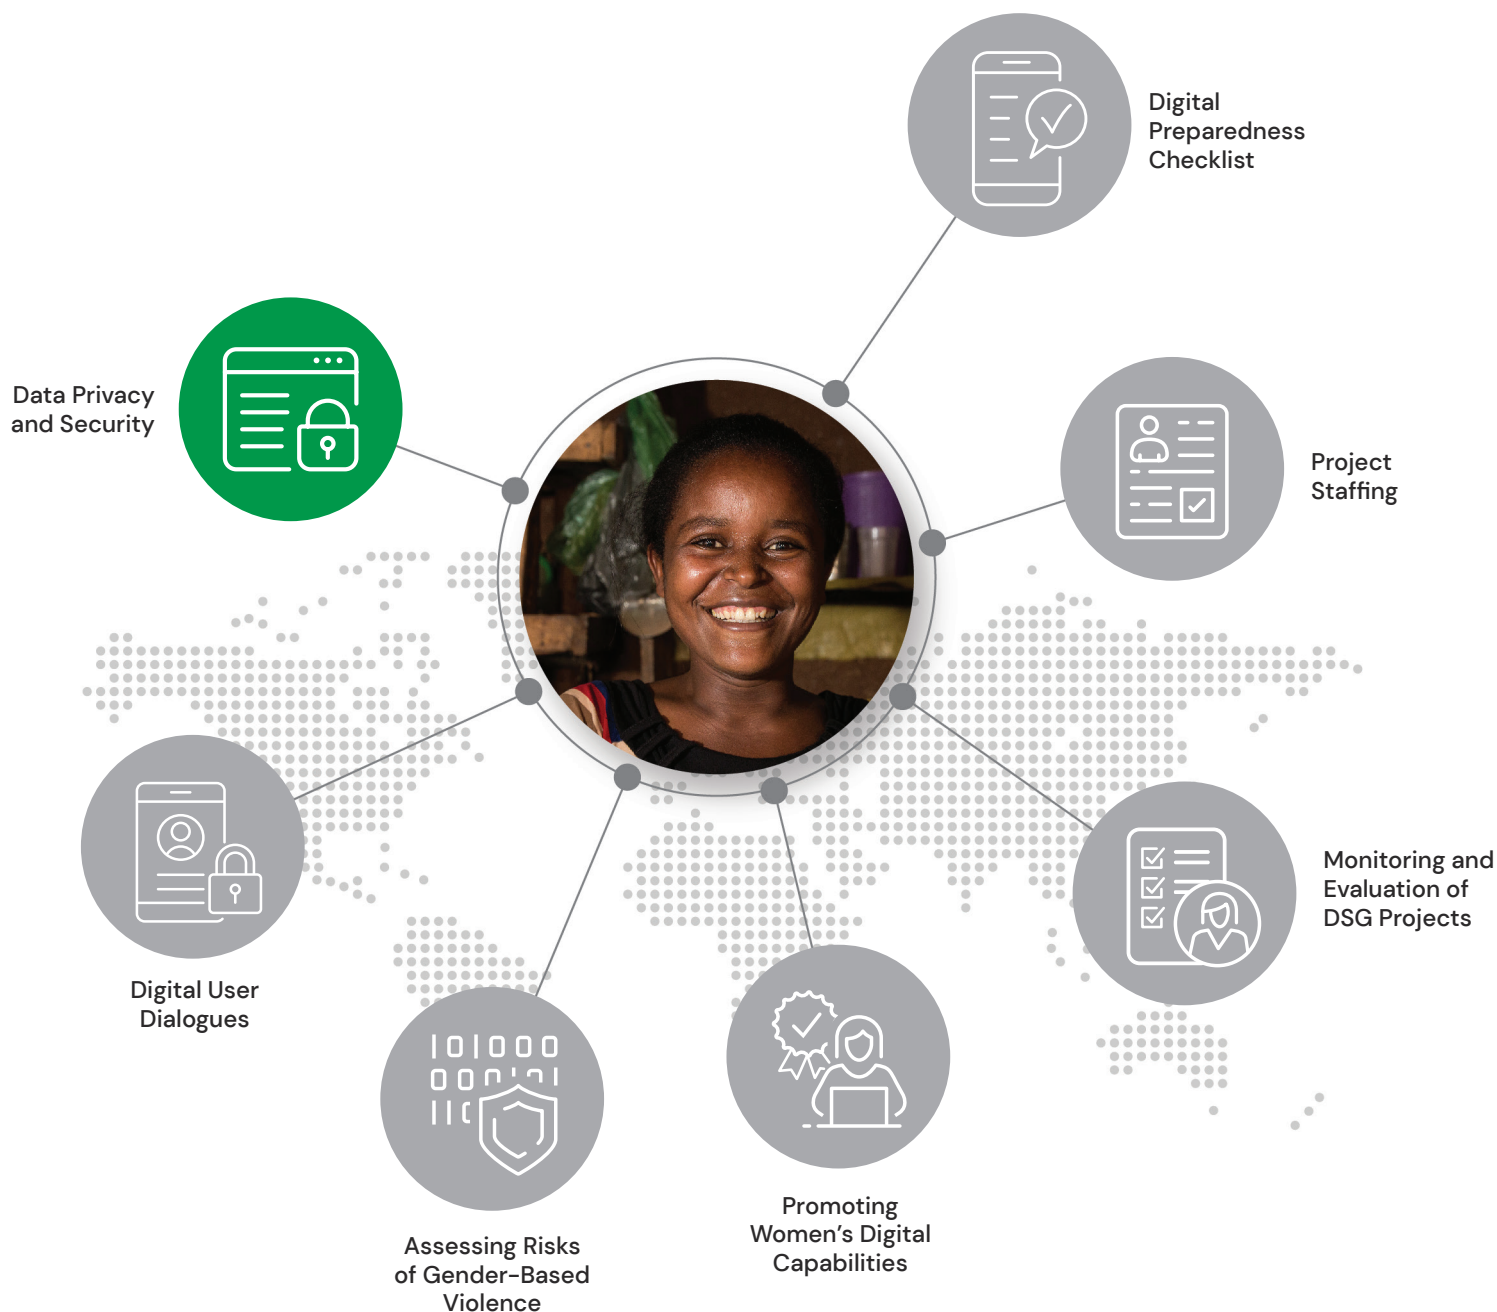 Digital
Preparedness
Checklist
Data Privacy
and Security
Project
Staffing
Monitoring and
Evaluation of
DSG Projects
Digital User
Dialogues
Promoting
Women’s Digital
Capabilities
Assessing Risks
of Gender-Based
Violence